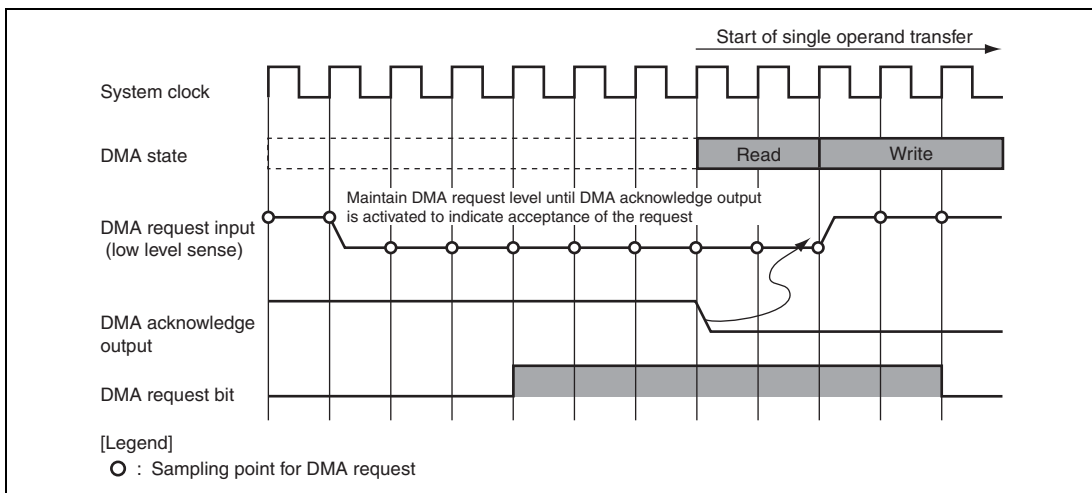 Start of single operand transfer
System clock
DMA state
Read
Write
Maintain DMA request level until DMA acknowledge output
is activated to indicate acceptance of the request
DMA request input
(low level sense)
DMA acknowledge
output
DMA request bit
[Legend]
: Sampling point for DMA request